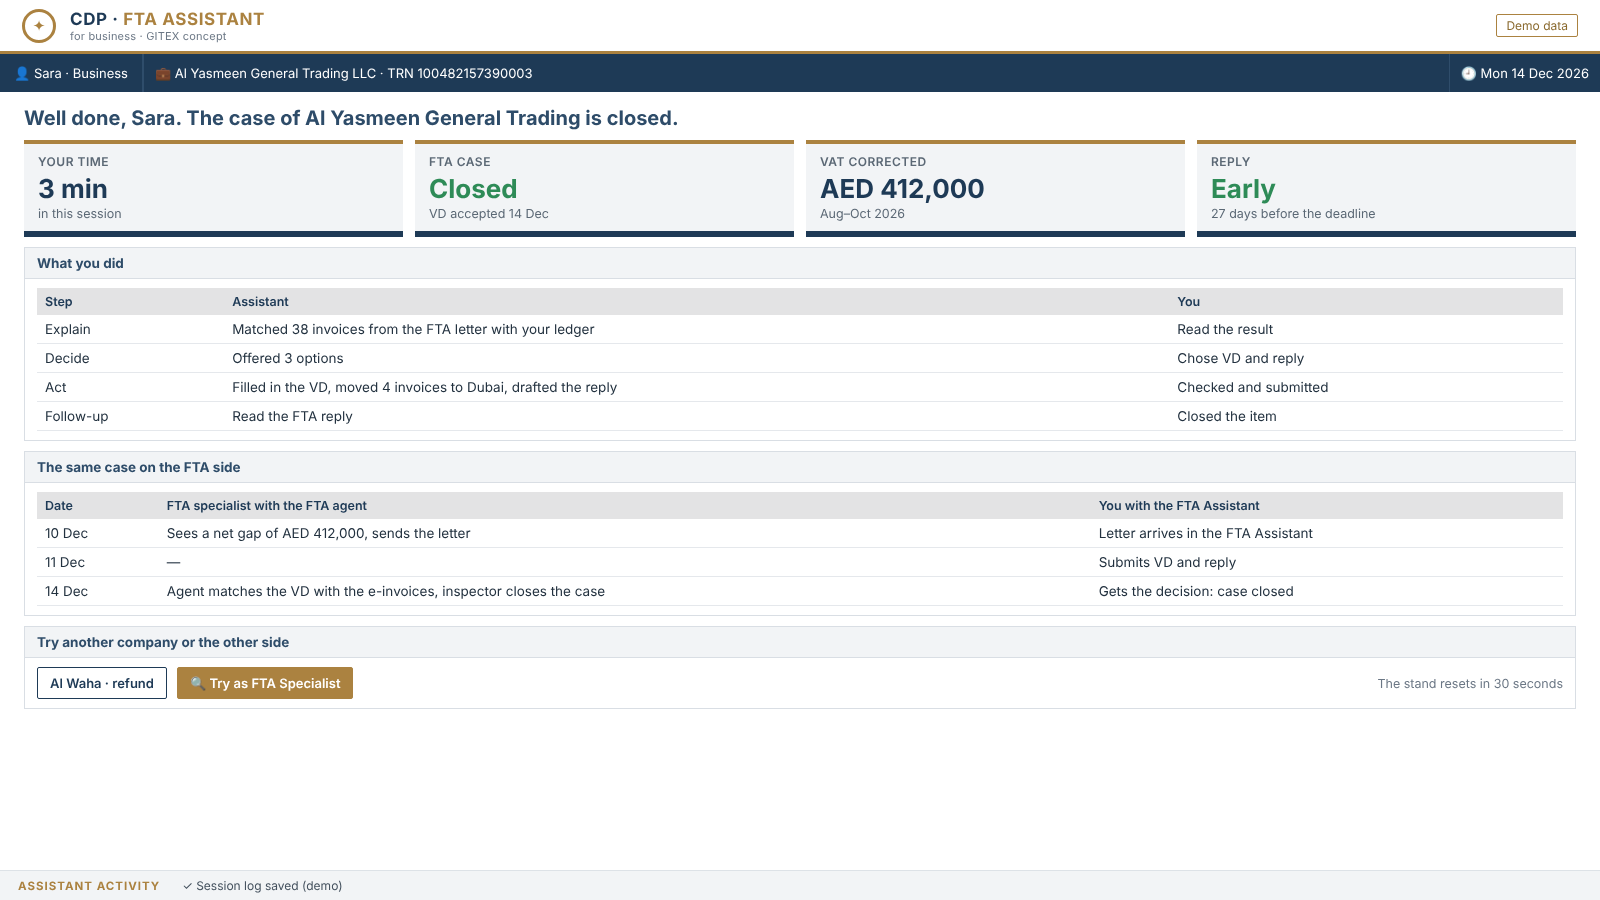 CDP · FTA ASSISTANT
for business · GITEX concept
Demo data
Sara · Business
Al Yasmeen General Trading LLC · TRN 100482157390003
Mon 14 Dec 2026
Well done, Sara. The case of Al Yasmeen General Trading is closed.
YOUR TIME
3 min
in this session
FTA CASE
Closed
VD accepted 14 Dec
VAT CORRECTED
AED 412,000
Aug–Oct 2026
REPLY
Early
27 days before the deadline
What you did
Step Assistant You
Explain Matched 38 invoices from the FTA letter with your ledger Read the result
Decide Offered 3 options Chose VD and reply
Act Filled in the VD, moved 4 invoices to Dubai, drafted the reply Checked and submitted
Follow-up Read the FTA reply Closed the item
The same case on the FTA side
Date FTA specialist with the FTA agent You with the FTA Assistant
10 Dec Sees a net gap of AED 412,000, sends the letter Letter arrives in the FTA Assistant
11 Dec — Submits VD and reply
14 Dec Agent matches the VD with the e-invoices, inspector closes the case Gets the decision: case closed
Try another company or the other side
Al Waha · refund
Try as FTA Specialist
The stand resets in 30 seconds
ASSISTANT ACTIVITY ✓ Session log saved (demo)